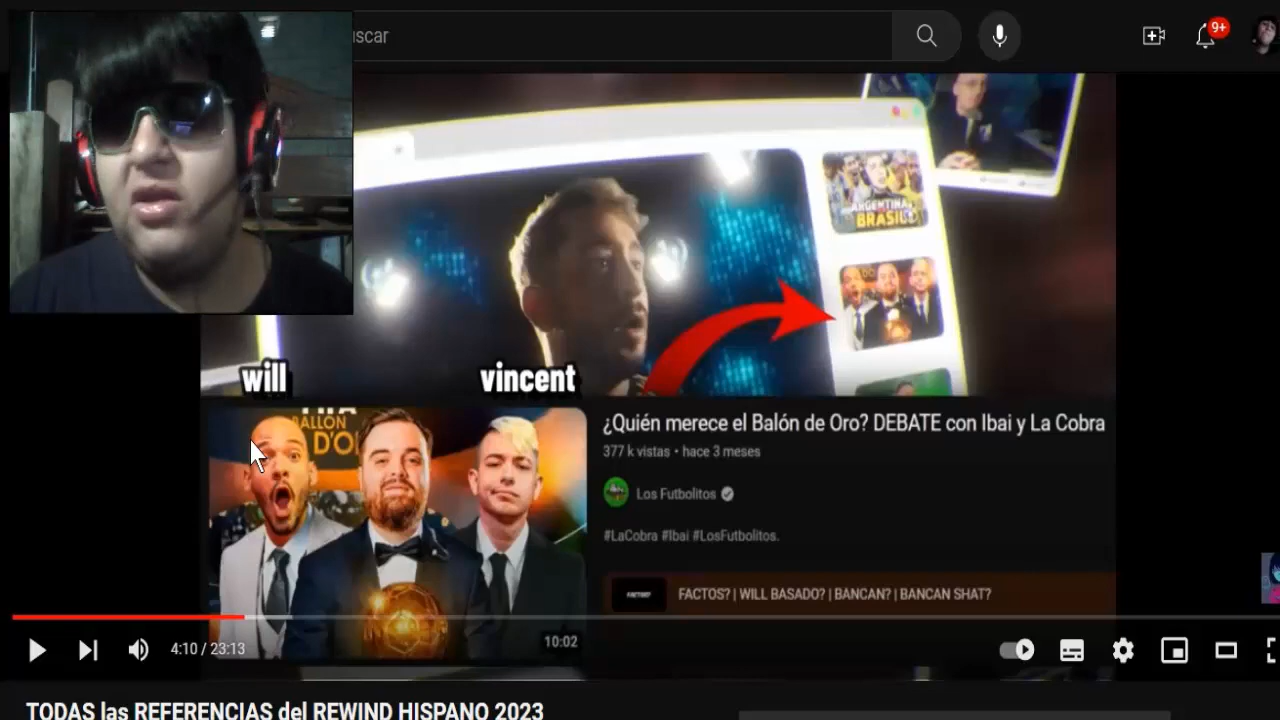 scar
9+
ARGENTINA
BRASIL
will vincent
BALLON
D'O
10:02
¿Quién merece el Balón de Oro? DEBATE con Ibai y La Cobra
377 k vistas • hace 3 meses
Los Futbolitos
#LaCobra #Ibai #LosFutbolitos.
FACTOS? | WILL BASADO? | BANCAN? | BANCAN SHAT?
4:10 / 23:13
TODAS las REFERENCIAS del REWIND HISPANO 2023